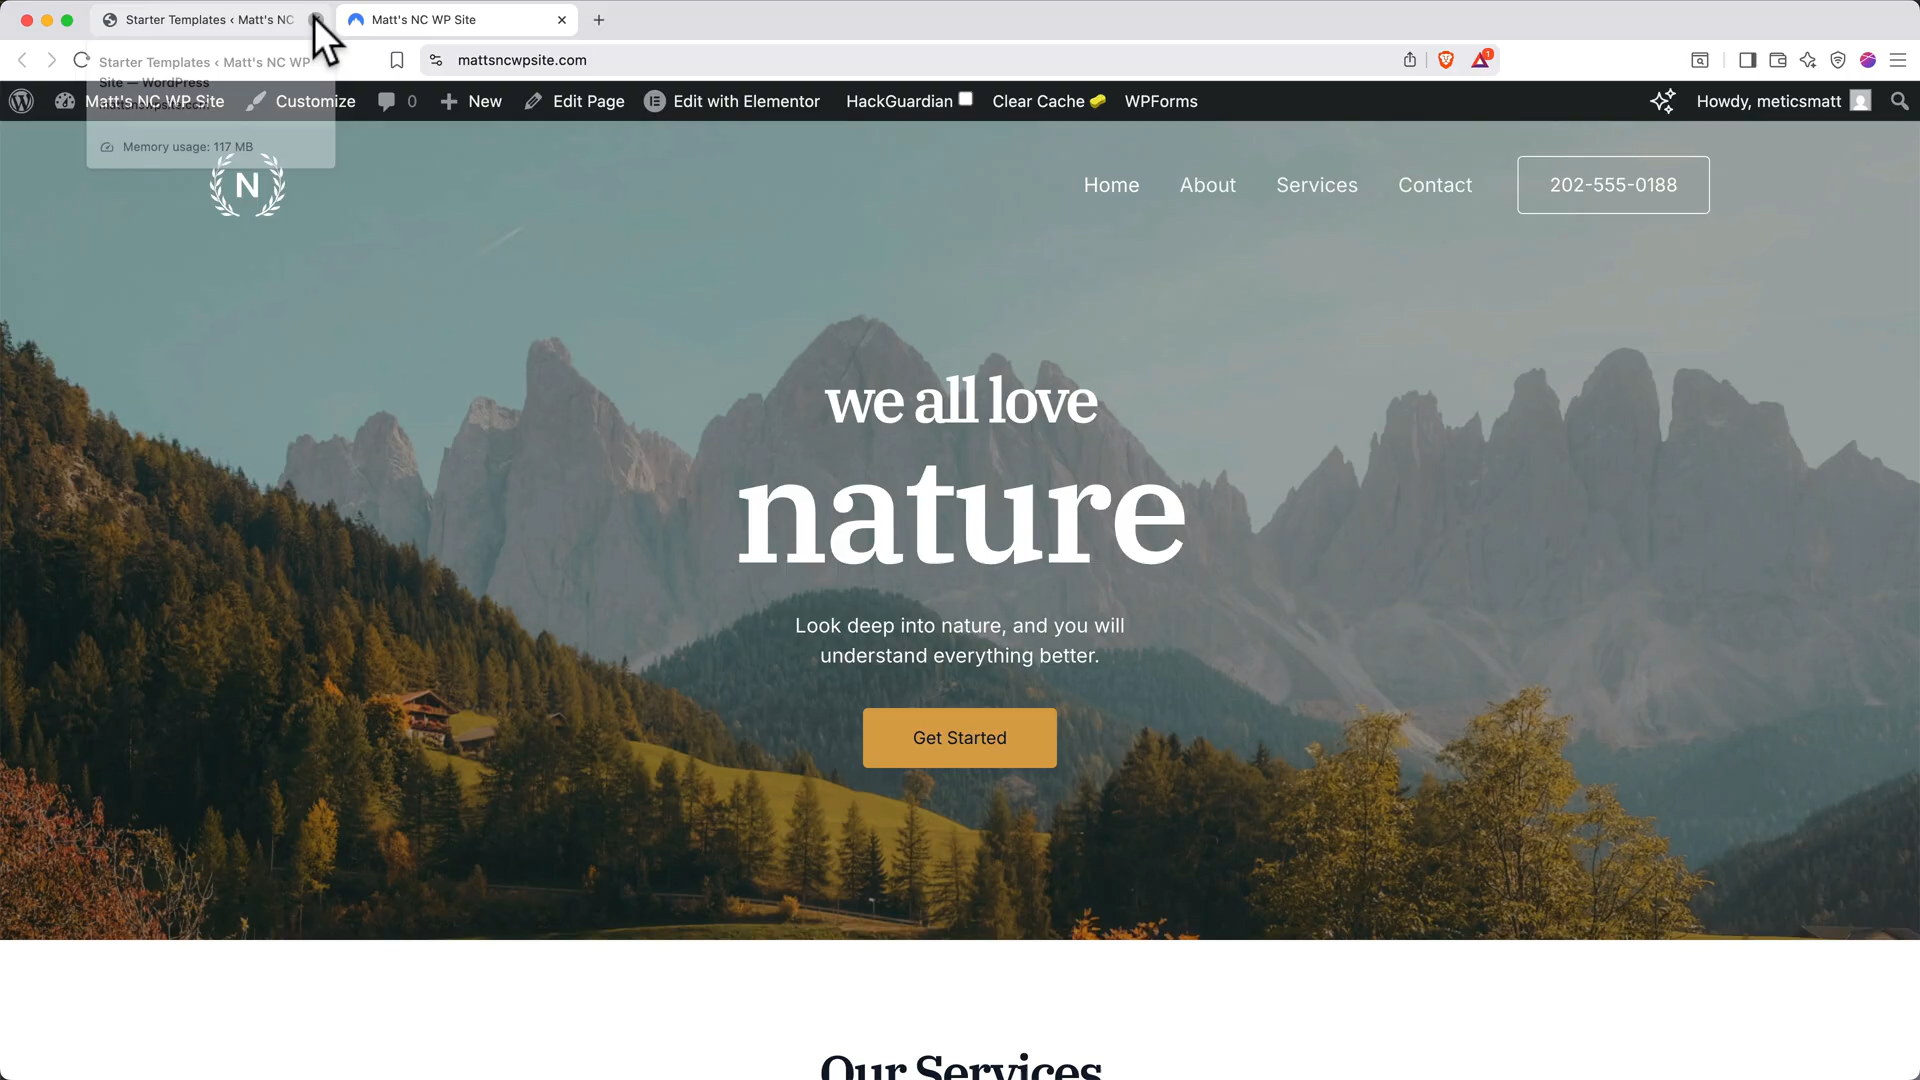 Starter Templates ‹ Matt's NC
Matt's NC WP Site
mattsncwpsite.com
1
Starter Templates ‹ Matt's NC WP
Site — WordPress
Matt's NC WP Site
Customize
0
New
Edit Page
Edit with Elementor
HackGuardian
Clear Cache
WPForms
Howdy, meticsmatt
Memory usage: 117 MB
N
Home
About
Services
Contact
202-555-0188
we all love
nature
Look deep into nature, and you will
understand everything better.
Get Started
Our Services